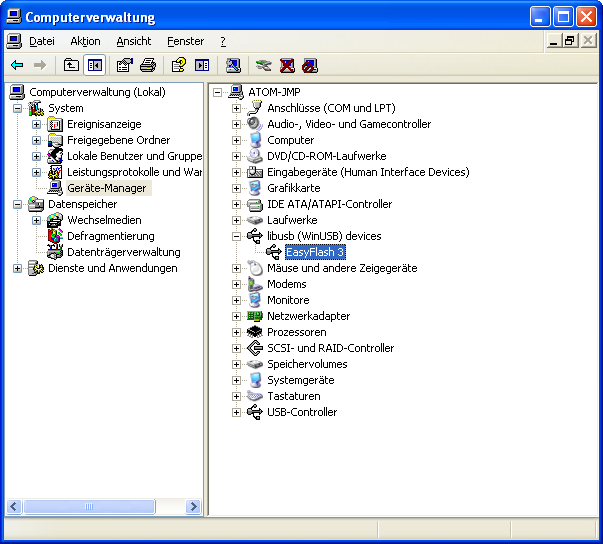 Computerverwaltung
Datei Aktion Ansicht Fenster ?
Computerverwaltung (Lokal)
System
Ereignisanzeige
Freigegebene Ordner
Lokale Benutzer und Gruppe
Leistungsprotokolle und War
Geräte-Manager
Datenspeicher
Wechselmedien
Defragmentierung
Datenträgerverwaltung
Dienste und Anwendungen
ATOM-JMP
Anschlüsse (COM und LPT)
Audio-, Video- und Gamecontroller
Computer
DVD/CD-ROM-Laufwerke
Eingabegeräte (Human Interface Devices)
Grafikkarte
IDE ATA/ATAPI-Controller
Laufwerke
libusb (WinUSB) devices
EasyFlash 3
Mäuse und andere Zeigegeräte
Modems
Monitore
Netzwerkadapter
Prozessoren
SCSI- und RAID-Controller
Speichervolumes
Systemgeräte
Tastaturen
USB-Controller